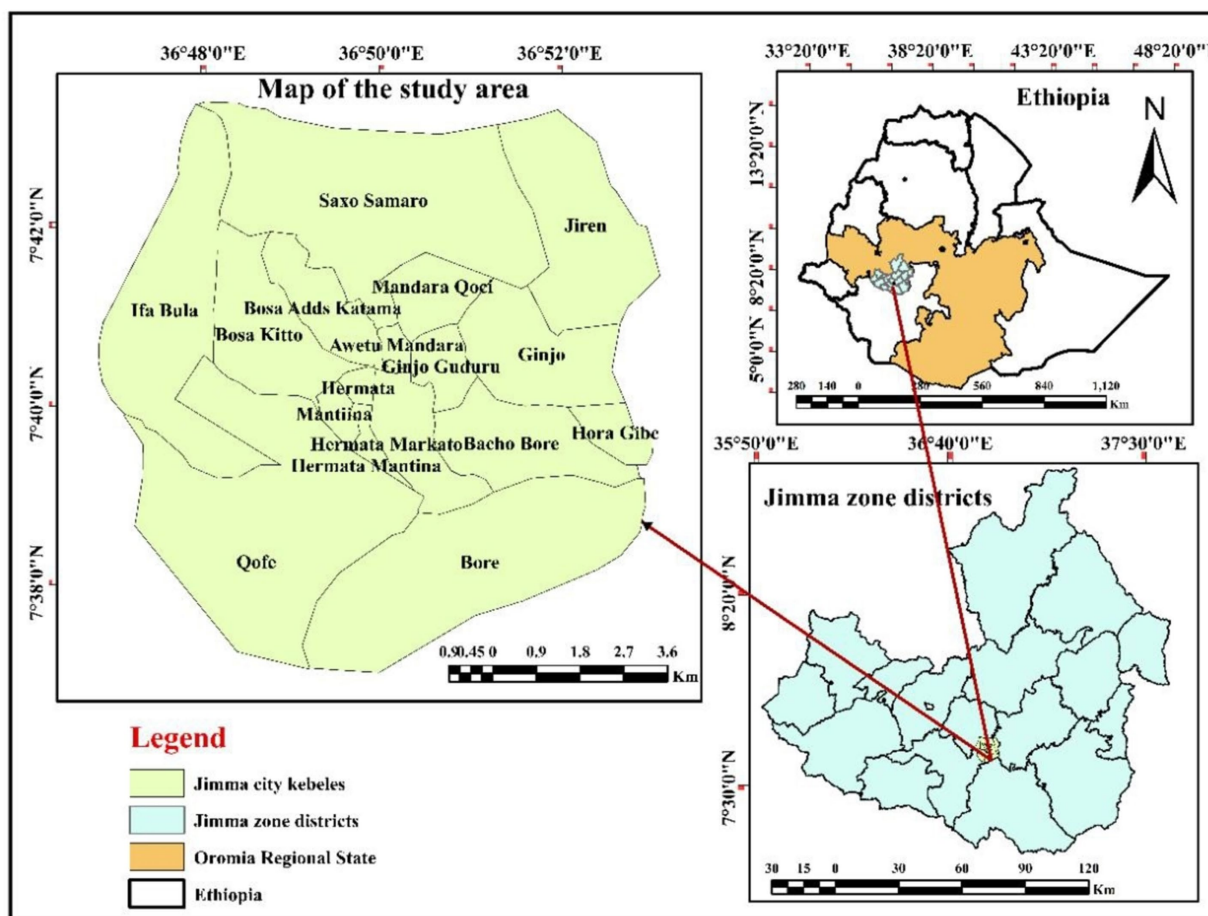 36°48'0"E 36°50'0"E 36°52'0"E
Map of the study area
7°42'0"N
7°40'0"N
7°38'0"N
Saxo Samaro
Jiren
Mandara Qoci
Ifa Bula
Bosa Adds Katama
Bosa Kitto
Awetu Mandara
Ginjo
Ginjo Guduru
Hermata
Mantiina
Hora Gibe
Hermata Markato
Bacho Bore
Hermata Mantina
Qofe
Bore
0.90.45 0 0.9 1.8 2.7 3.6
Km
33°20'0"E 38°20'0"E 43°20'0"E 48°20'0"E
Ethiopia
N
13°20'0"N
8°20'0"N
5°0'0"N
280 140 0 280 560 840 1,120
Km
35°50'0"E 36°40'0"E 37°30'0"E
Jimma zone districts
8°20'0"N
7°30'0"N
30 15 0 30 60 90 120
Km
Legend
Jimma city kebeles
Jimma zone districts
Oromia Regional State
Ethiopia